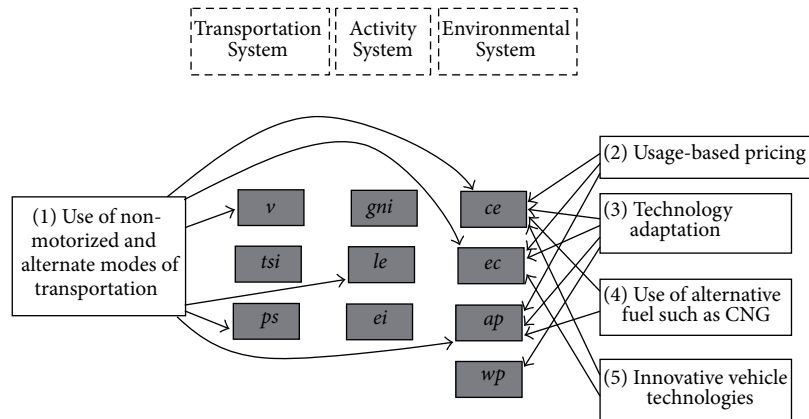 Transportation
System
Activity
System
Environmental
System
(1) Use of non-
motorized and
alternate modes of
transportation
v
gni
ce
tsi
le
ec
ps
ei
ap
wp
(2) Usage-based pricing
(3) Technology
adaptation
(4) Use of alternative
fuel such as CNG
(5) Innovative vehicle
technologies